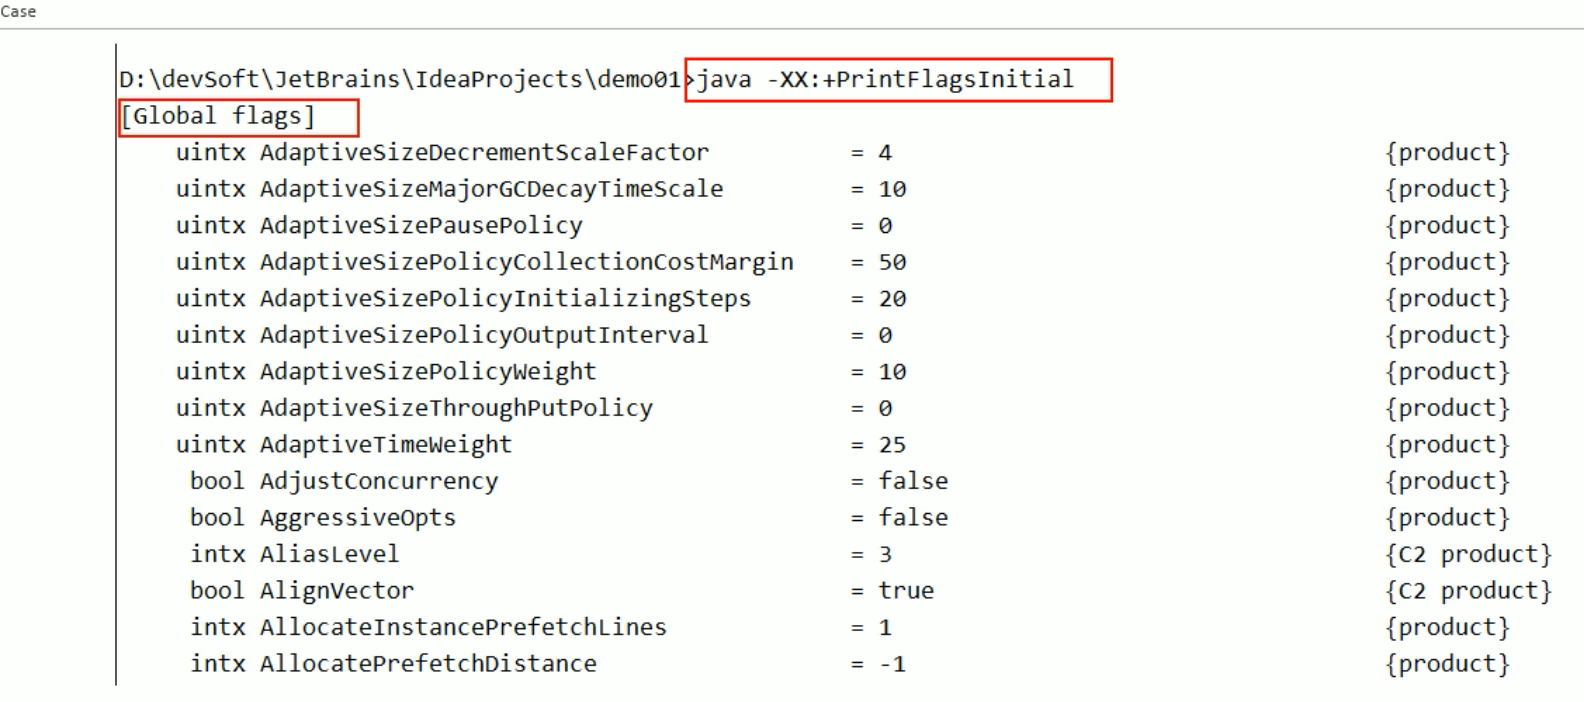 Case
D:\devSoft\JetBrains\IdeaProjects\demo01>java -XX:+PrintFlagsInitial
[Global flags]
uintx AdaptiveSizeDecrementScaleFactor = 4 {product}
uintx AdaptiveSizeMajorGCDecayTimeScale = 10 {product}
uintx AdaptiveSizePausePolicy = 0 {product}
uintx AdaptiveSizePolicyCollectionCostMargin = 50 {product}
uintx AdaptiveSizePolicyInitializingSteps = 20 {product}
uintx AdaptiveSizePolicyOutputInterval = 0 {product}
uintx AdaptiveSizePolicyWeight = 10 {product}
uintx AdaptiveSizeThroughPutPolicy = 0 {product}
uintx AdaptiveTimeWeight = 25 {product}
bool AdjustConcurrency = false {product}
bool AggressiveOpts = false {product}
intx AliasLevel = 3 {C2 product}
bool AlignVector = true {C2 product}
intx AllocateInstancePrefetchLines = 1 {product}
intx AllocatePrefetchDistance = -1 {product}